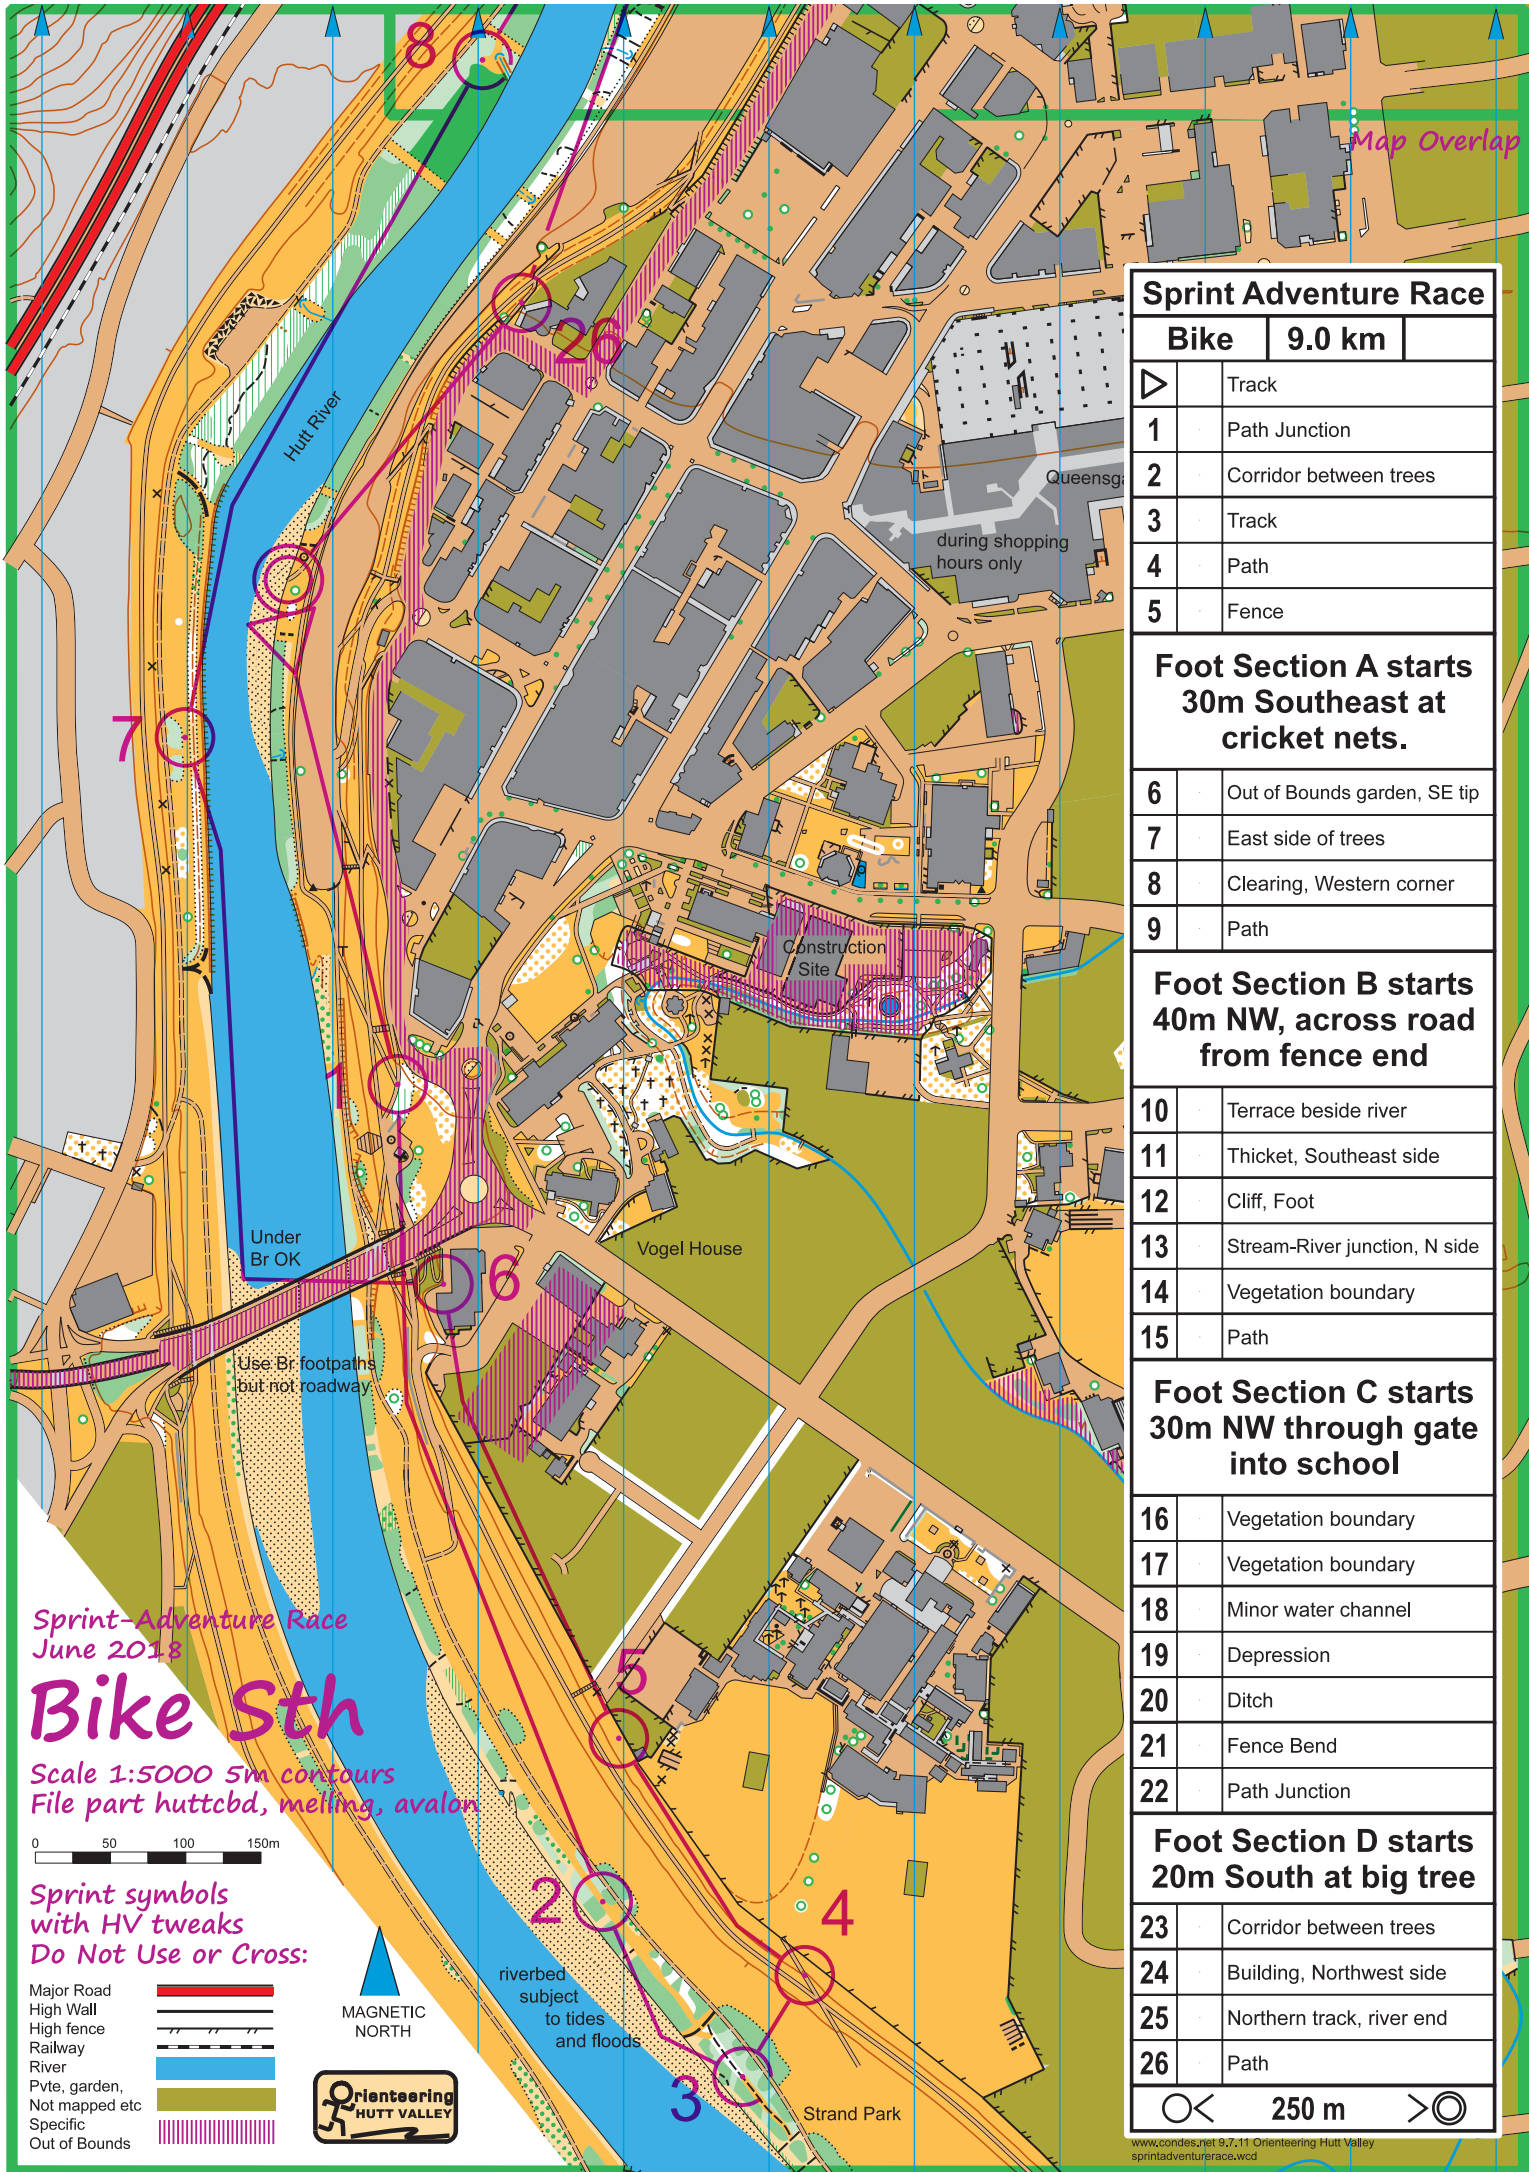 8
Map Overlap
26
Hutt River
Queensga
during shopping
hours only
7
Construction
Site
1
Under
Br OK
6
Vogel House
Use Br footpaths
but not roadway
5
2
4
3
riverbed
subject
to tides
and floods
Strand Park
Sprint-Adventure Race
June 2018
Bike Sth
Scale 1:5000 5m contours
File part huttcbd, melling, avalon
0 50 100 150m
Sprint symbols
with HV tweaks
Do Not Use or Cross:
Major Road
High Wall
High fence
Railway
River
Pvte, garden,
Not mapped etc
Specific
Out of Bounds
MAGNETIC
NORTH
Orienteering
HUTT VALLEY
Sprint Adventure Race
Bike 9.0 km
Track
1 Path Junction
2 Corridor between trees
3 Track
4 Path
5 Fence
Foot Section A starts
30m Southeast at
cricket nets.
6 Out of Bounds garden, SE tip
7 East side of trees
8 Clearing, Western corner
9 Path
Foot Section B starts
40m NW, across road
from fence end
10 Terrace beside river
11 Thicket, Southeast side
12 Cliff, Foot
13 Stream-River junction, N side
14 Vegetation boundary
15 Path
Foot Section C starts
30m NW through gate
into school
16 Vegetation boundary
17 Vegetation boundary
18 Minor water channel
19 Depression
20 Ditch
21 Fence Bend
22 Path Junction
Foot Section D starts
20m South at big tree
23 Corridor between trees
24 Building, Northwest side
25 Northern track, river end
26 Path
250 m
www.condes.net 9.7.11 Orienteering Hutt Valley
sprintadventurerace.wcd